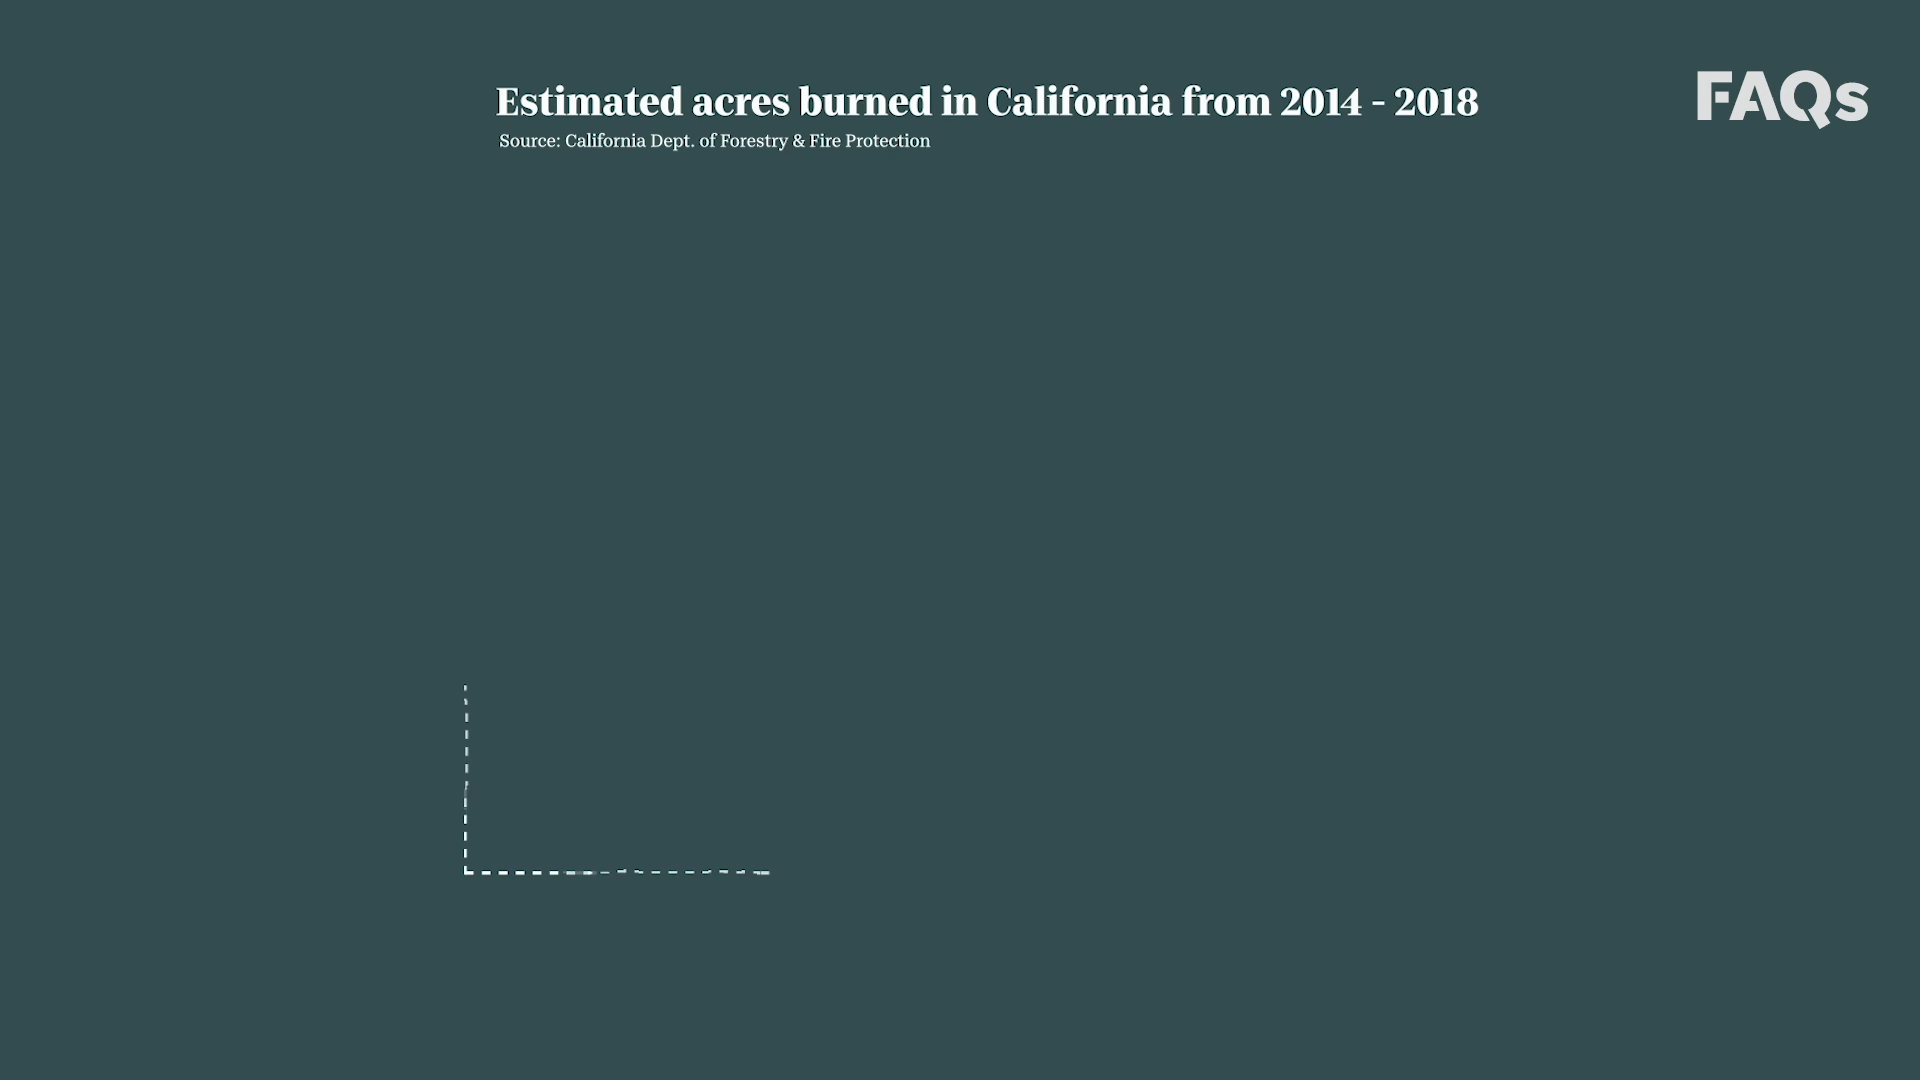 Estimated acres burned in California from 2014 - 2018
FAQs
Source: California Dept. of Forestry & Fire Protection